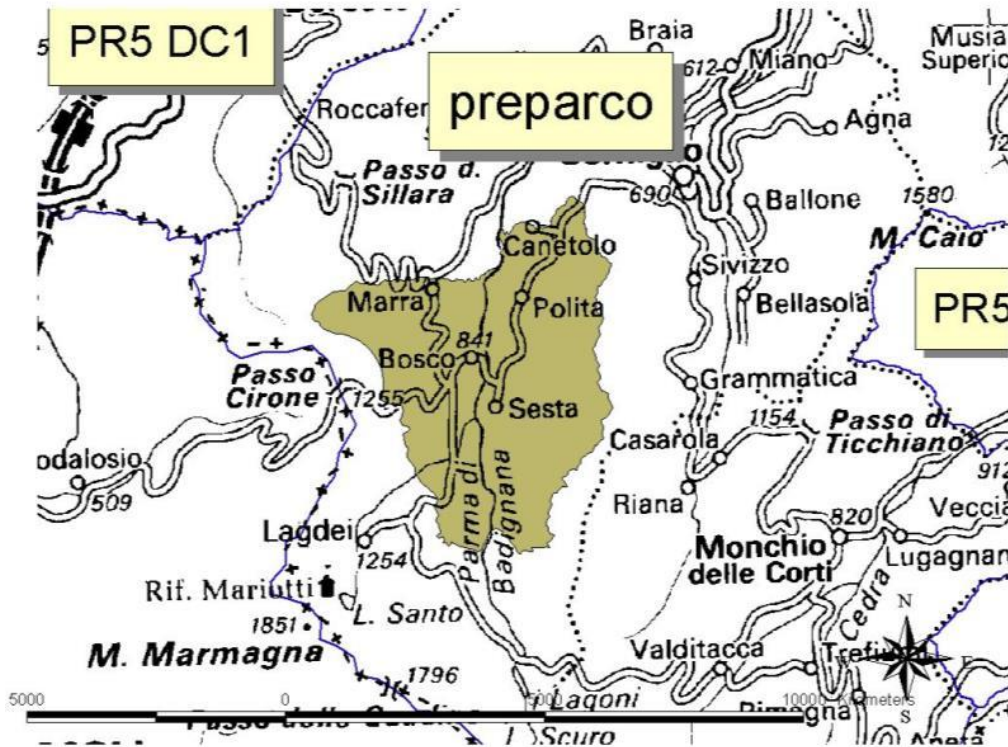 PR5 DC1
Braia
612
Miano
Musia
Superio
preparco
Roccafer
Agna
Passo d.
Sillara
690
Ballone
1580
Canetolo
M. Caio
Sivizzo
Marra
Polita
Bellasola
PR5
Bosco
841
Passo
Cirone
1255
Grammatica
Sesta
1154
Passo di
Ticchiano
Casarola
odalosio
509
912
Riana
Veccia
Parma di
Badignana
Lagdei
1254
820
Monchio
delle Corti
Lugagnan
Rif. Mariotti
L. Santo
Cedra
N
1851
M. Marmagna
Valditacca
E
1796
5000
0
5000
10000
Kilometers
S
Lagoni
L. Scuro